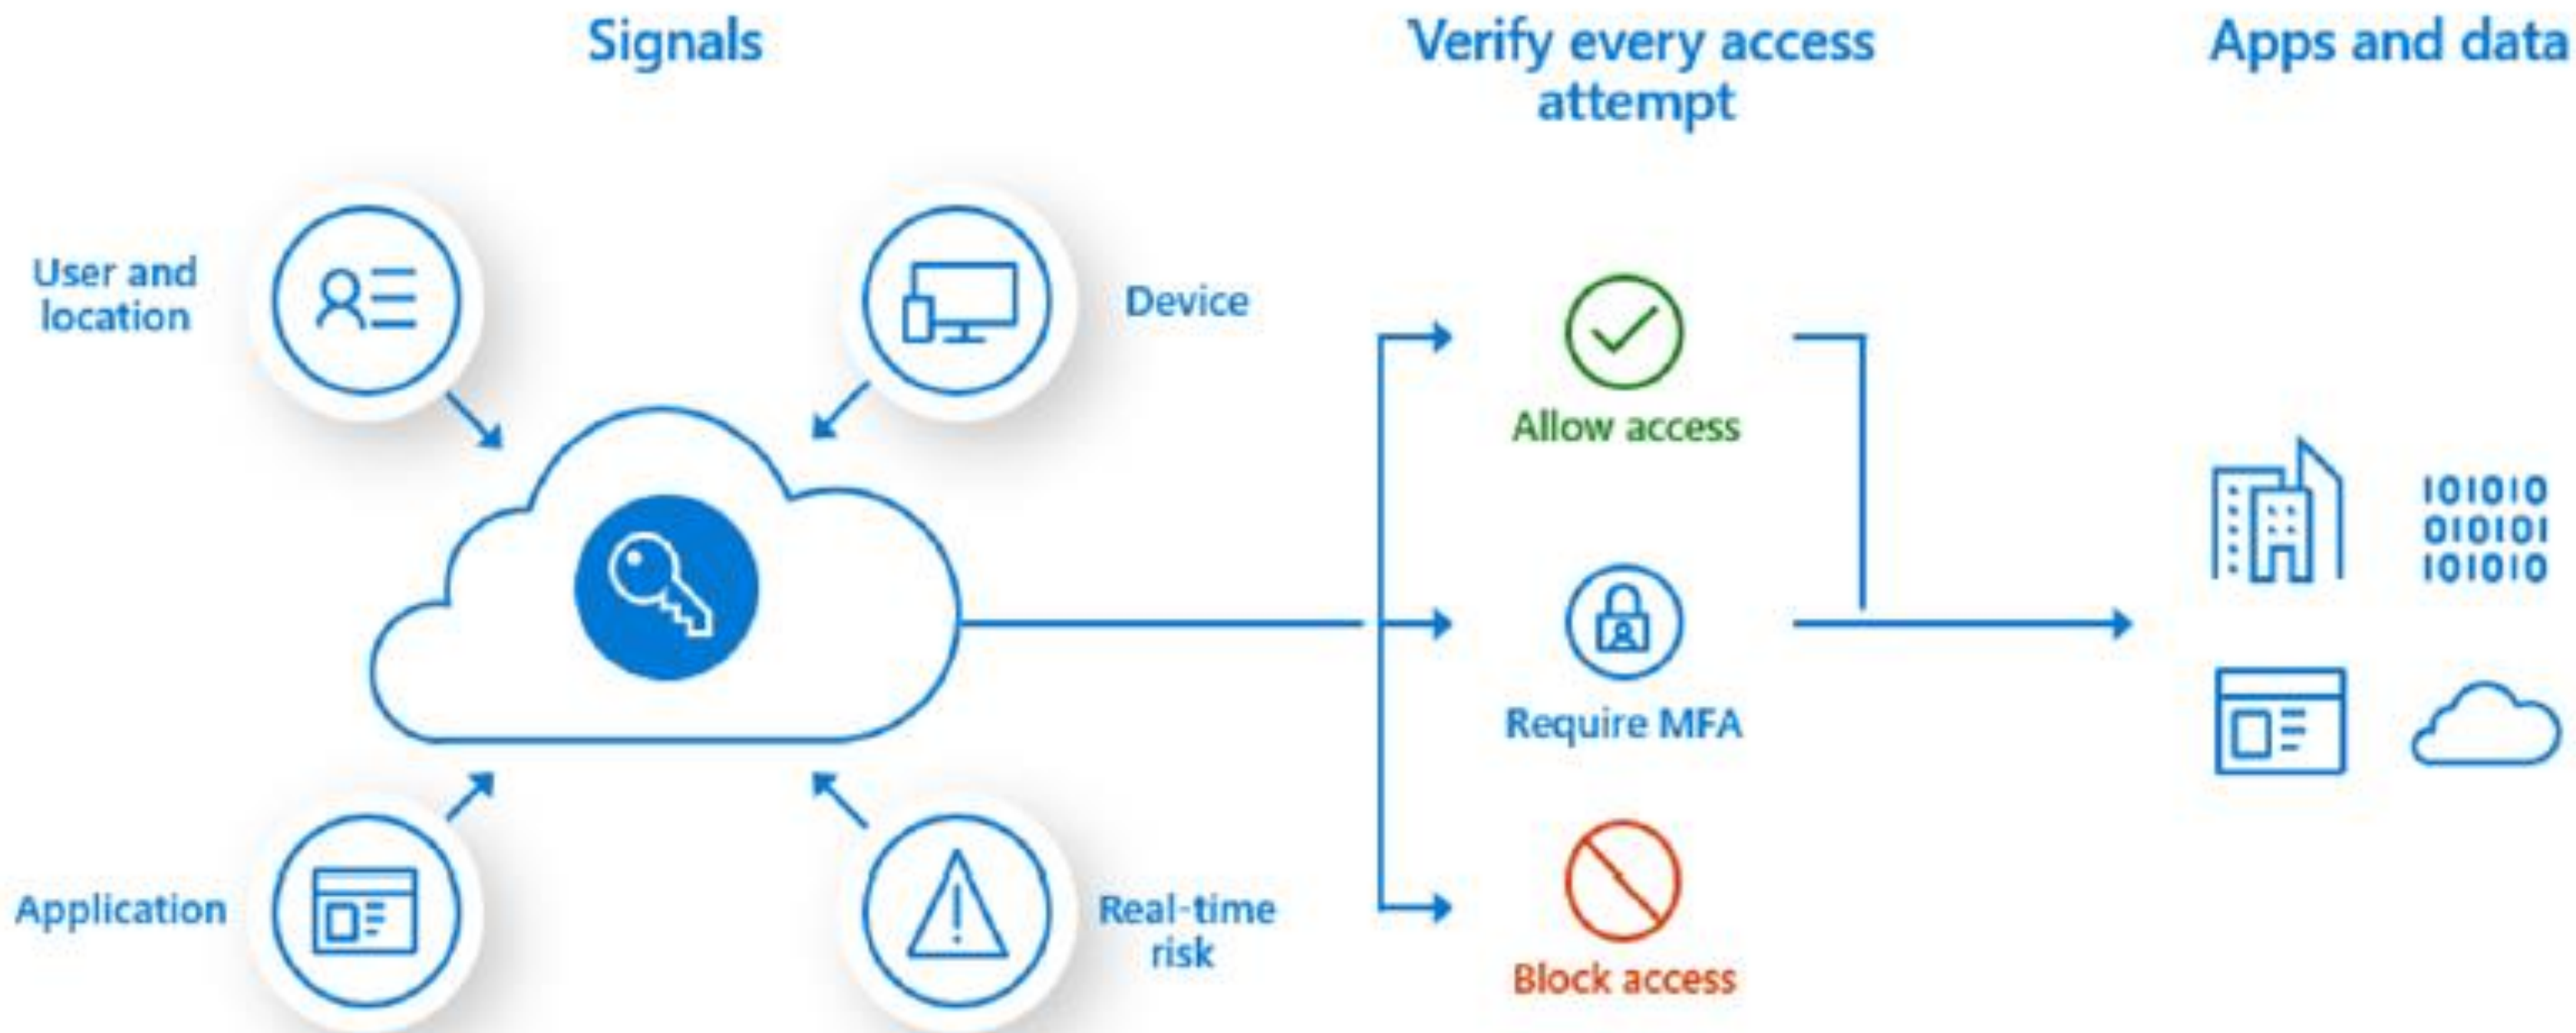 Signals
Verify every access
attempt
Apps and data
User and
location
Device
Application
Real-time
risk
Allow access
Require MFA
Block access
101010
010101
101010